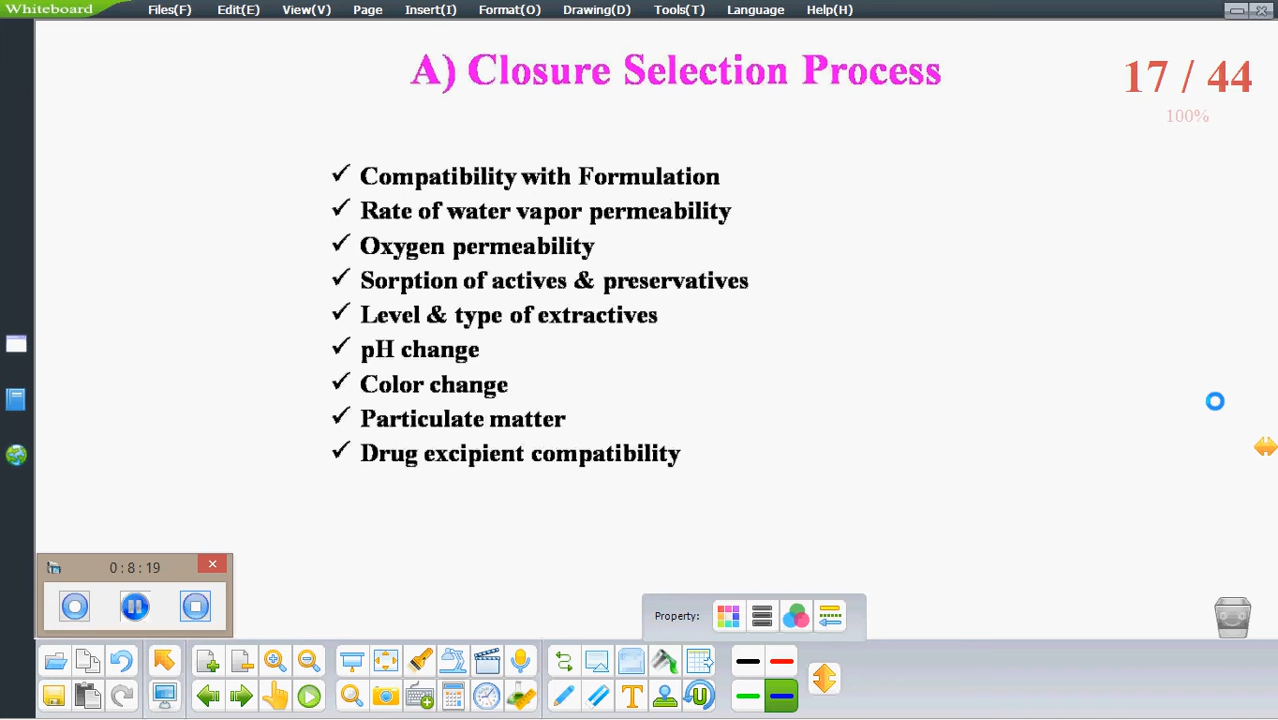 Whiteboard Files(F) Edit(E) View(V) Page Insert(I) Format(O) Drawing(D) Tools(T) Language Help(H)
A) Closure Selection Process
17 / 44
100%
✓ Compatibility with Formulation
✓ Rate of water vapor permeability
✓ Oxygen permeability
✓ Sorption of actives & preservatives
✓ Level & type of extractives
✓ pH change
✓ Color change
✓ Particulate matter
✓ Drug excipient compatibility
0:8:19
Property: